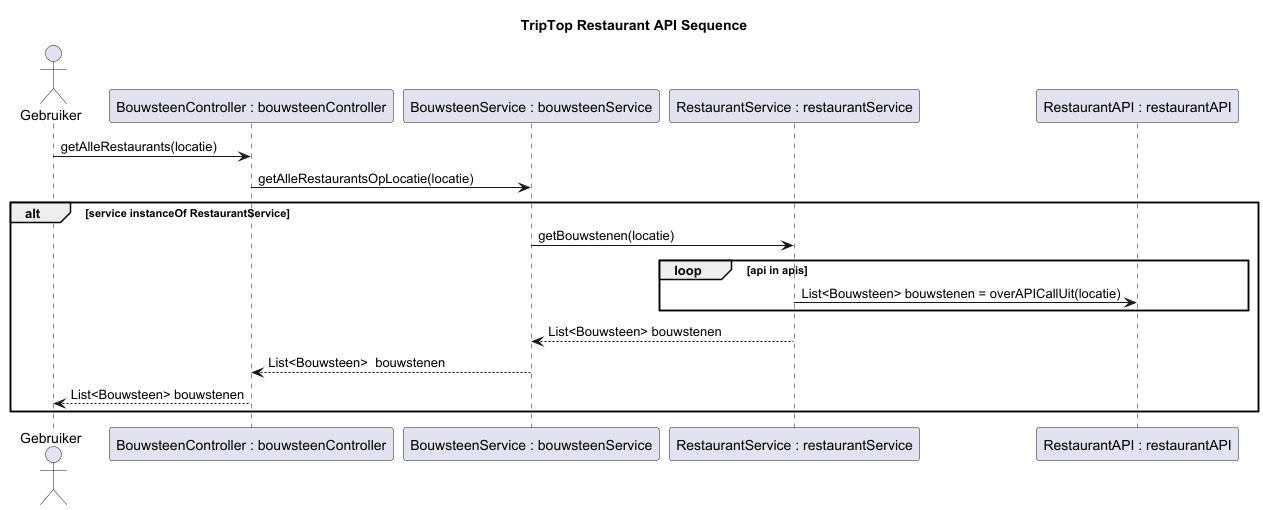 TripTop Restaurant API Sequence
Gebruiker
BouwsteenController : bouwsteenController
BouwsteenService : bouwsteenService
RestaurantService : restaurantService
RestaurantAPI : restaurantAPI
getAlleRestaurants(locatie)
getAlleRestaurantsOpLocatie(locatie)
alt
[service instanceOf RestaurantService]
getBouwstenen(locatie)
loop
[api in apis]
List<Bouwsteen> bouwstenen = overAPICallUit(locatie)
List<Bouwsteen> bouwstenen
List<Bouwsteen>  bouwstenen
List<Bouwsteen> bouwstenen
Gebruiker
BouwsteenController : bouwsteenController
BouwsteenService : bouwsteenService
RestaurantService : restaurantService
RestaurantAPI : restaurantAPI